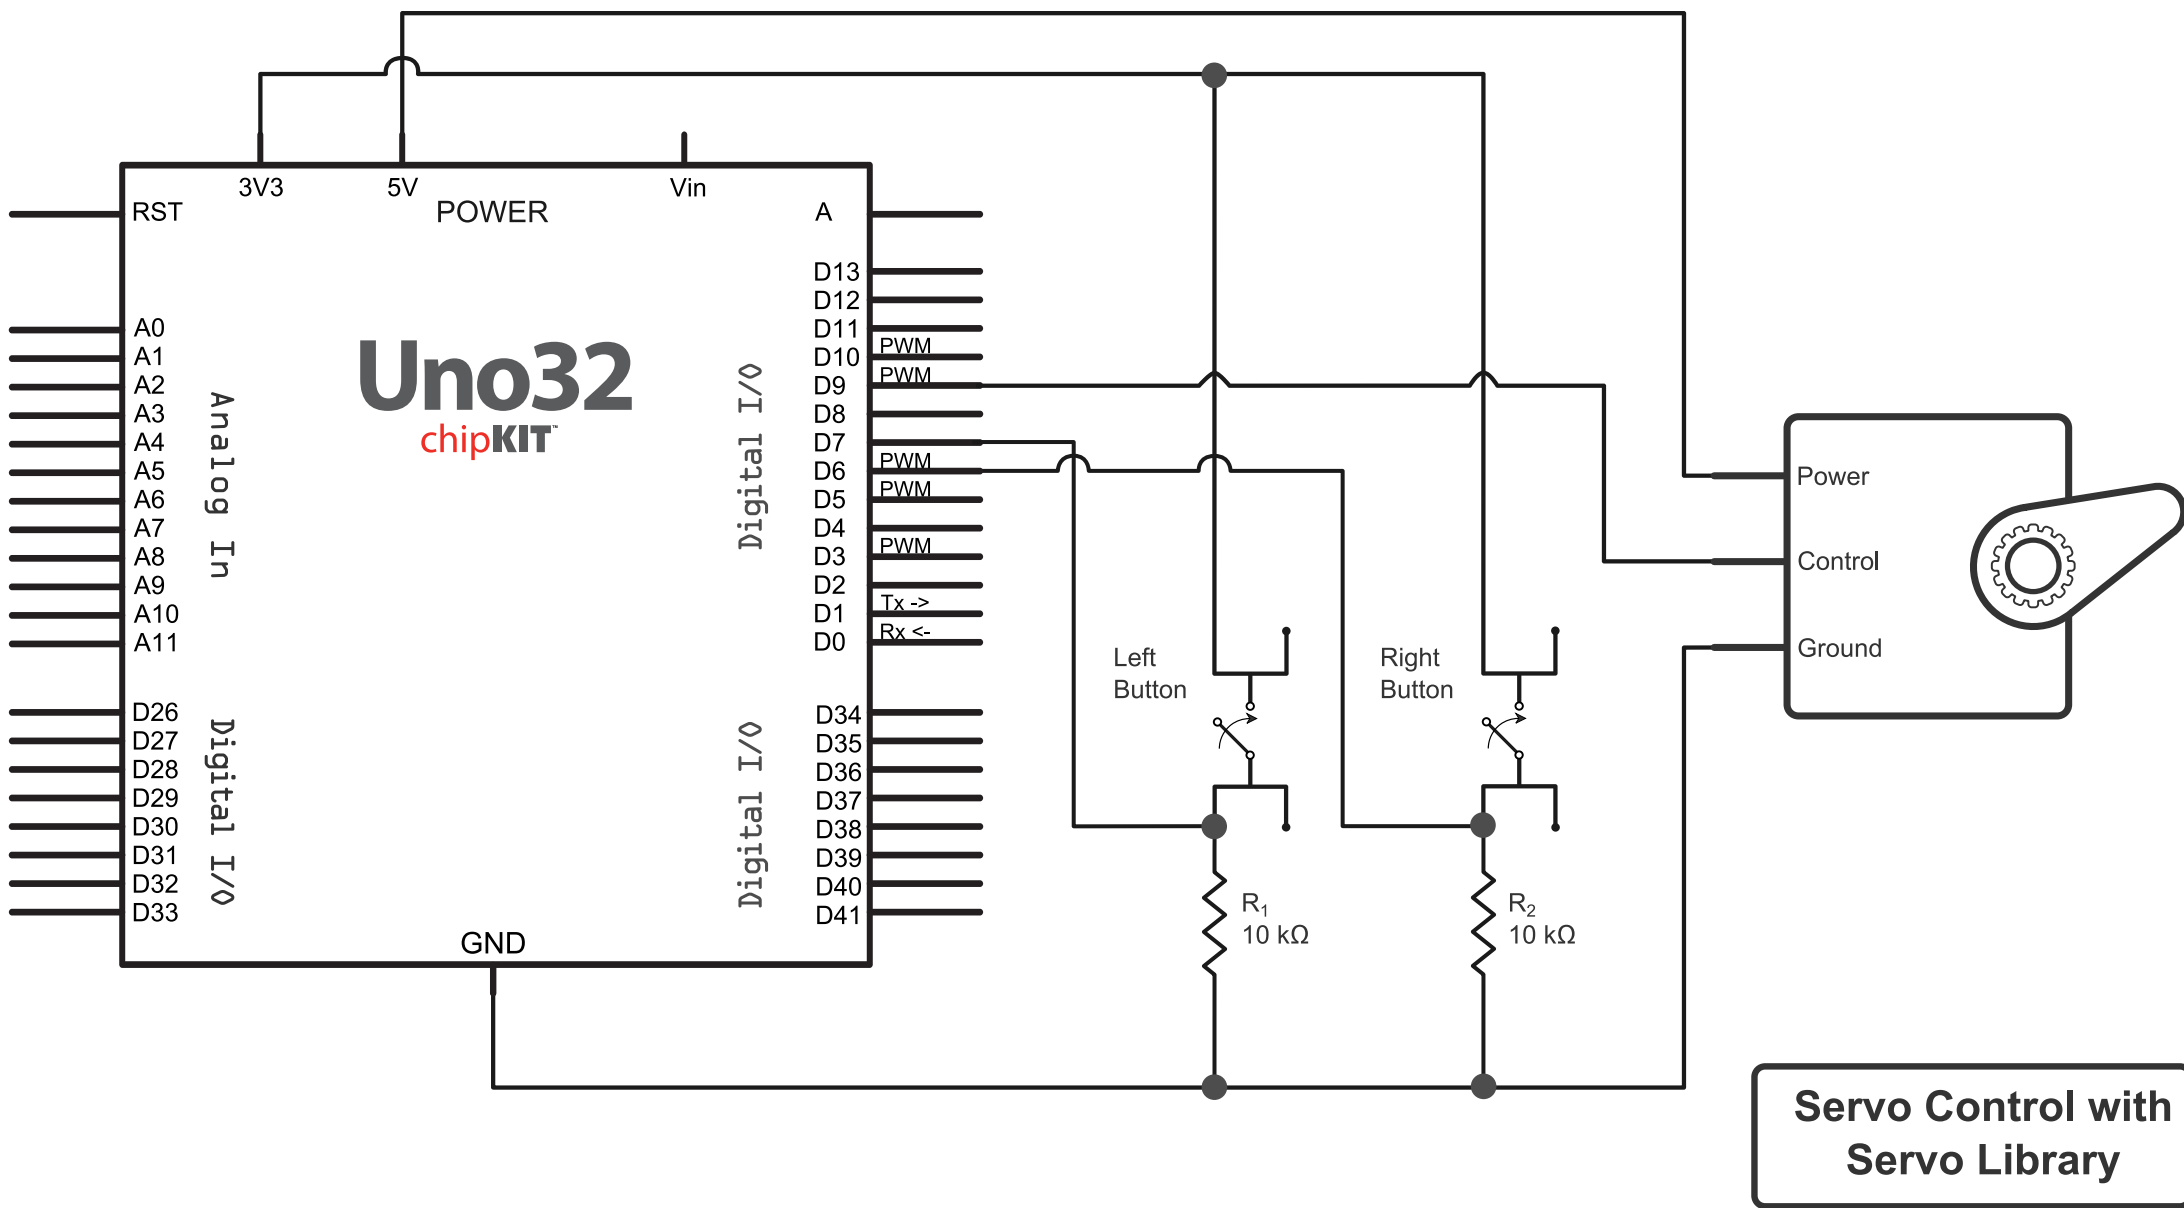 3V3
5V
Vin
RST
POWER
A
A0
A1
A2
A3
A4
A5
A6
A7
A8
A9
A10
A11
Analog In
D26
D27
D28
D29
D30
D31
D32
D33
Digital I/O
Uno32
chipKIT™
GND
Digital I/O
D13
D12
D11
D10 PWM
D9 PWM
D8
D7
D6 PWM
D5 PWM
D4
D3 PWM
D2
D1 Tx ->
D0 Rx <-
Digital I/O
D34
D35
D36
D37
D38
D39
D40
D41
Left
Button
Right
Button
R₁
10 kΩ
R₂
10 kΩ
Power
Control
Ground
Servo Control with
Servo Library